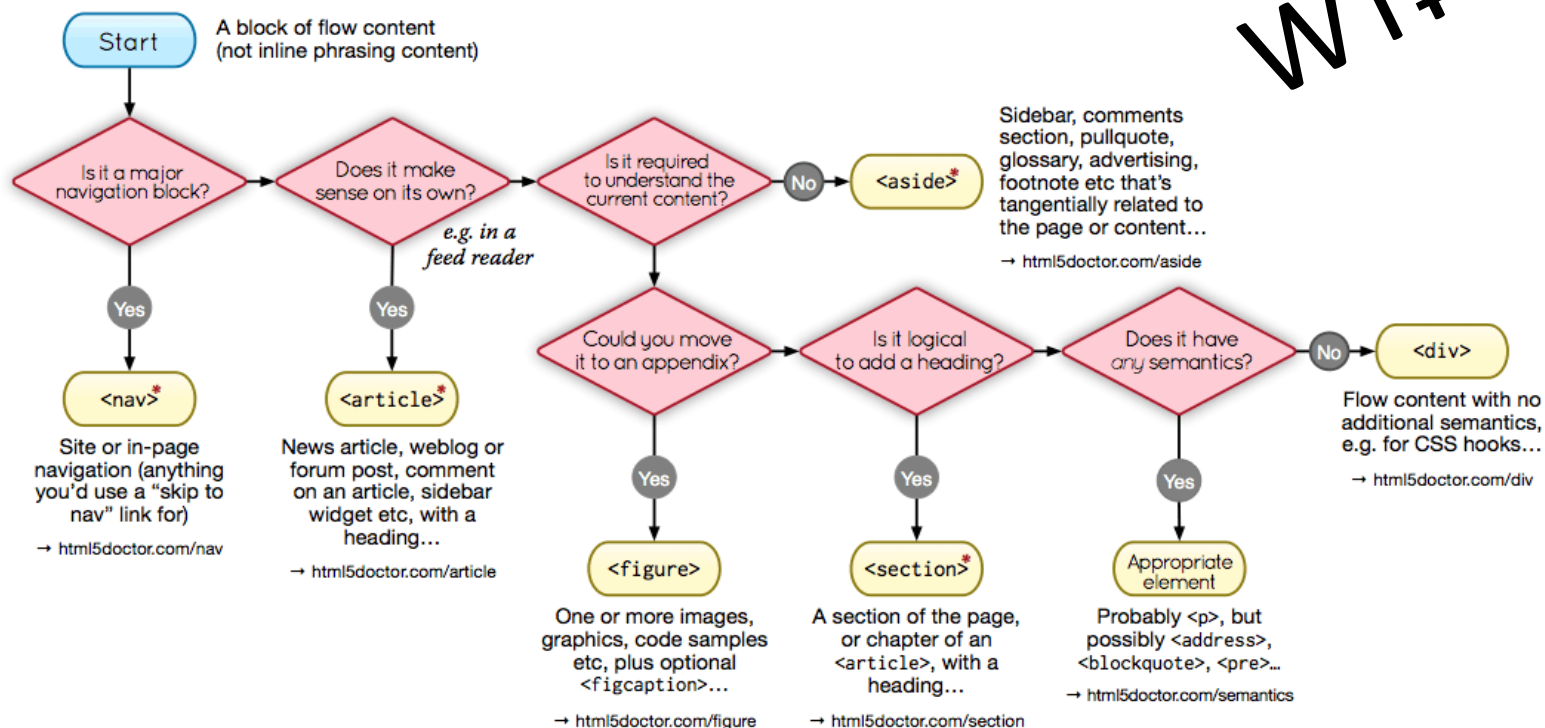 Start
A block of flow content
(not inline phrasing content)
Is it a major
navigation block?
Does it make
sense on its own?
e.g. in a
feed reader
Is it required
to understand the
current content?
No
<aside>*
Sidebar, comments
section, pullquote,
glossary, advertising,
footnote etc that's
tangentially related to
the page or content…
→ html5doctor.com/aside
Yes
<nav>*
Site or in-page
navigation (anything
you'd use a “skip to
nav” link for)
→ html5doctor.com/nav
Yes
<article>*
News article, weblog or
forum post, comment
on an article, sidebar
widget etc, with a
heading…
→ html5doctor.com/article
Could you move
it to an appendix?
Is it logical
to add a heading?
Does it have
any semantics?
No
<div>
Flow content with no
additional semantics,
e.g. for CSS hooks…
→ html5doctor.com/div
Yes
<figure>
One or more images,
graphics, code samples
etc, plus optional
<figcaption>…
→ html5doctor.com/figure
Yes
<section>*
A section of the page,
or chapter of an
<article>, with a
heading…
→ html5doctor.com/section
Yes
Appropriate
element
Probably <p>, but
possibly <address>,
<blockquote>, <pre>…
→ html5doctor.com/semantics